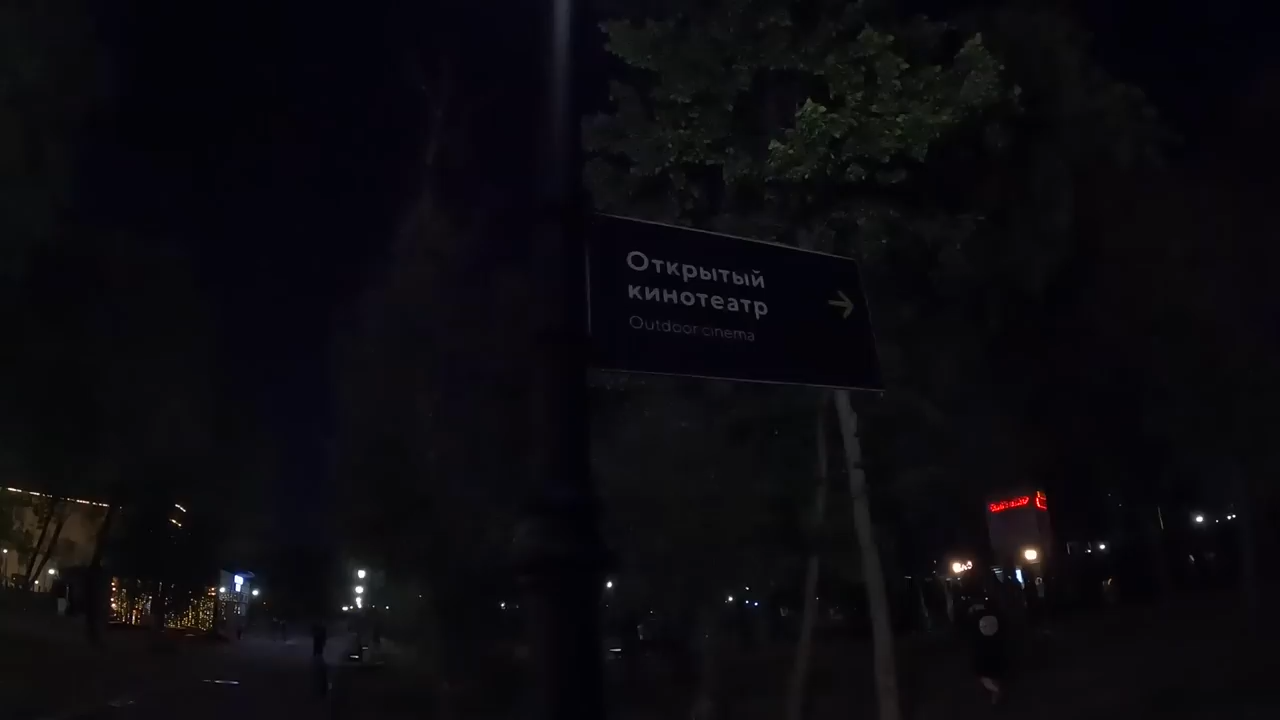 Открытый
кинотеатр
Outdoor cinema